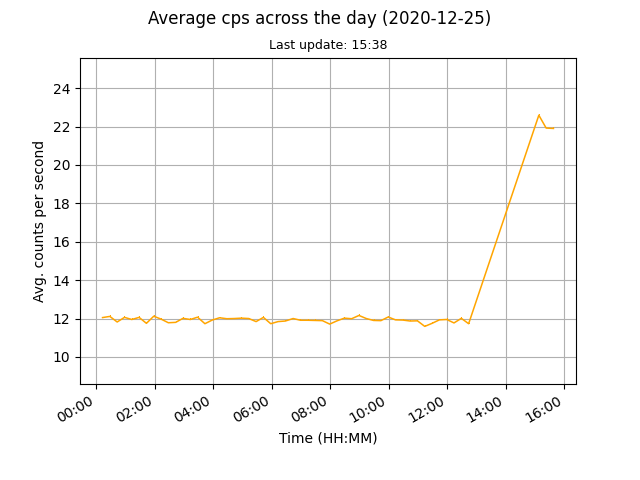 Average cps across the day (2020-12-25)
Last update: 15:38
24
22
20
18
16
14
12
10
Avg. counts per second
00:00 02:00 04:00 06:00 08:00 10:00 12:00 14:00 16:00
Time (HH:MM)